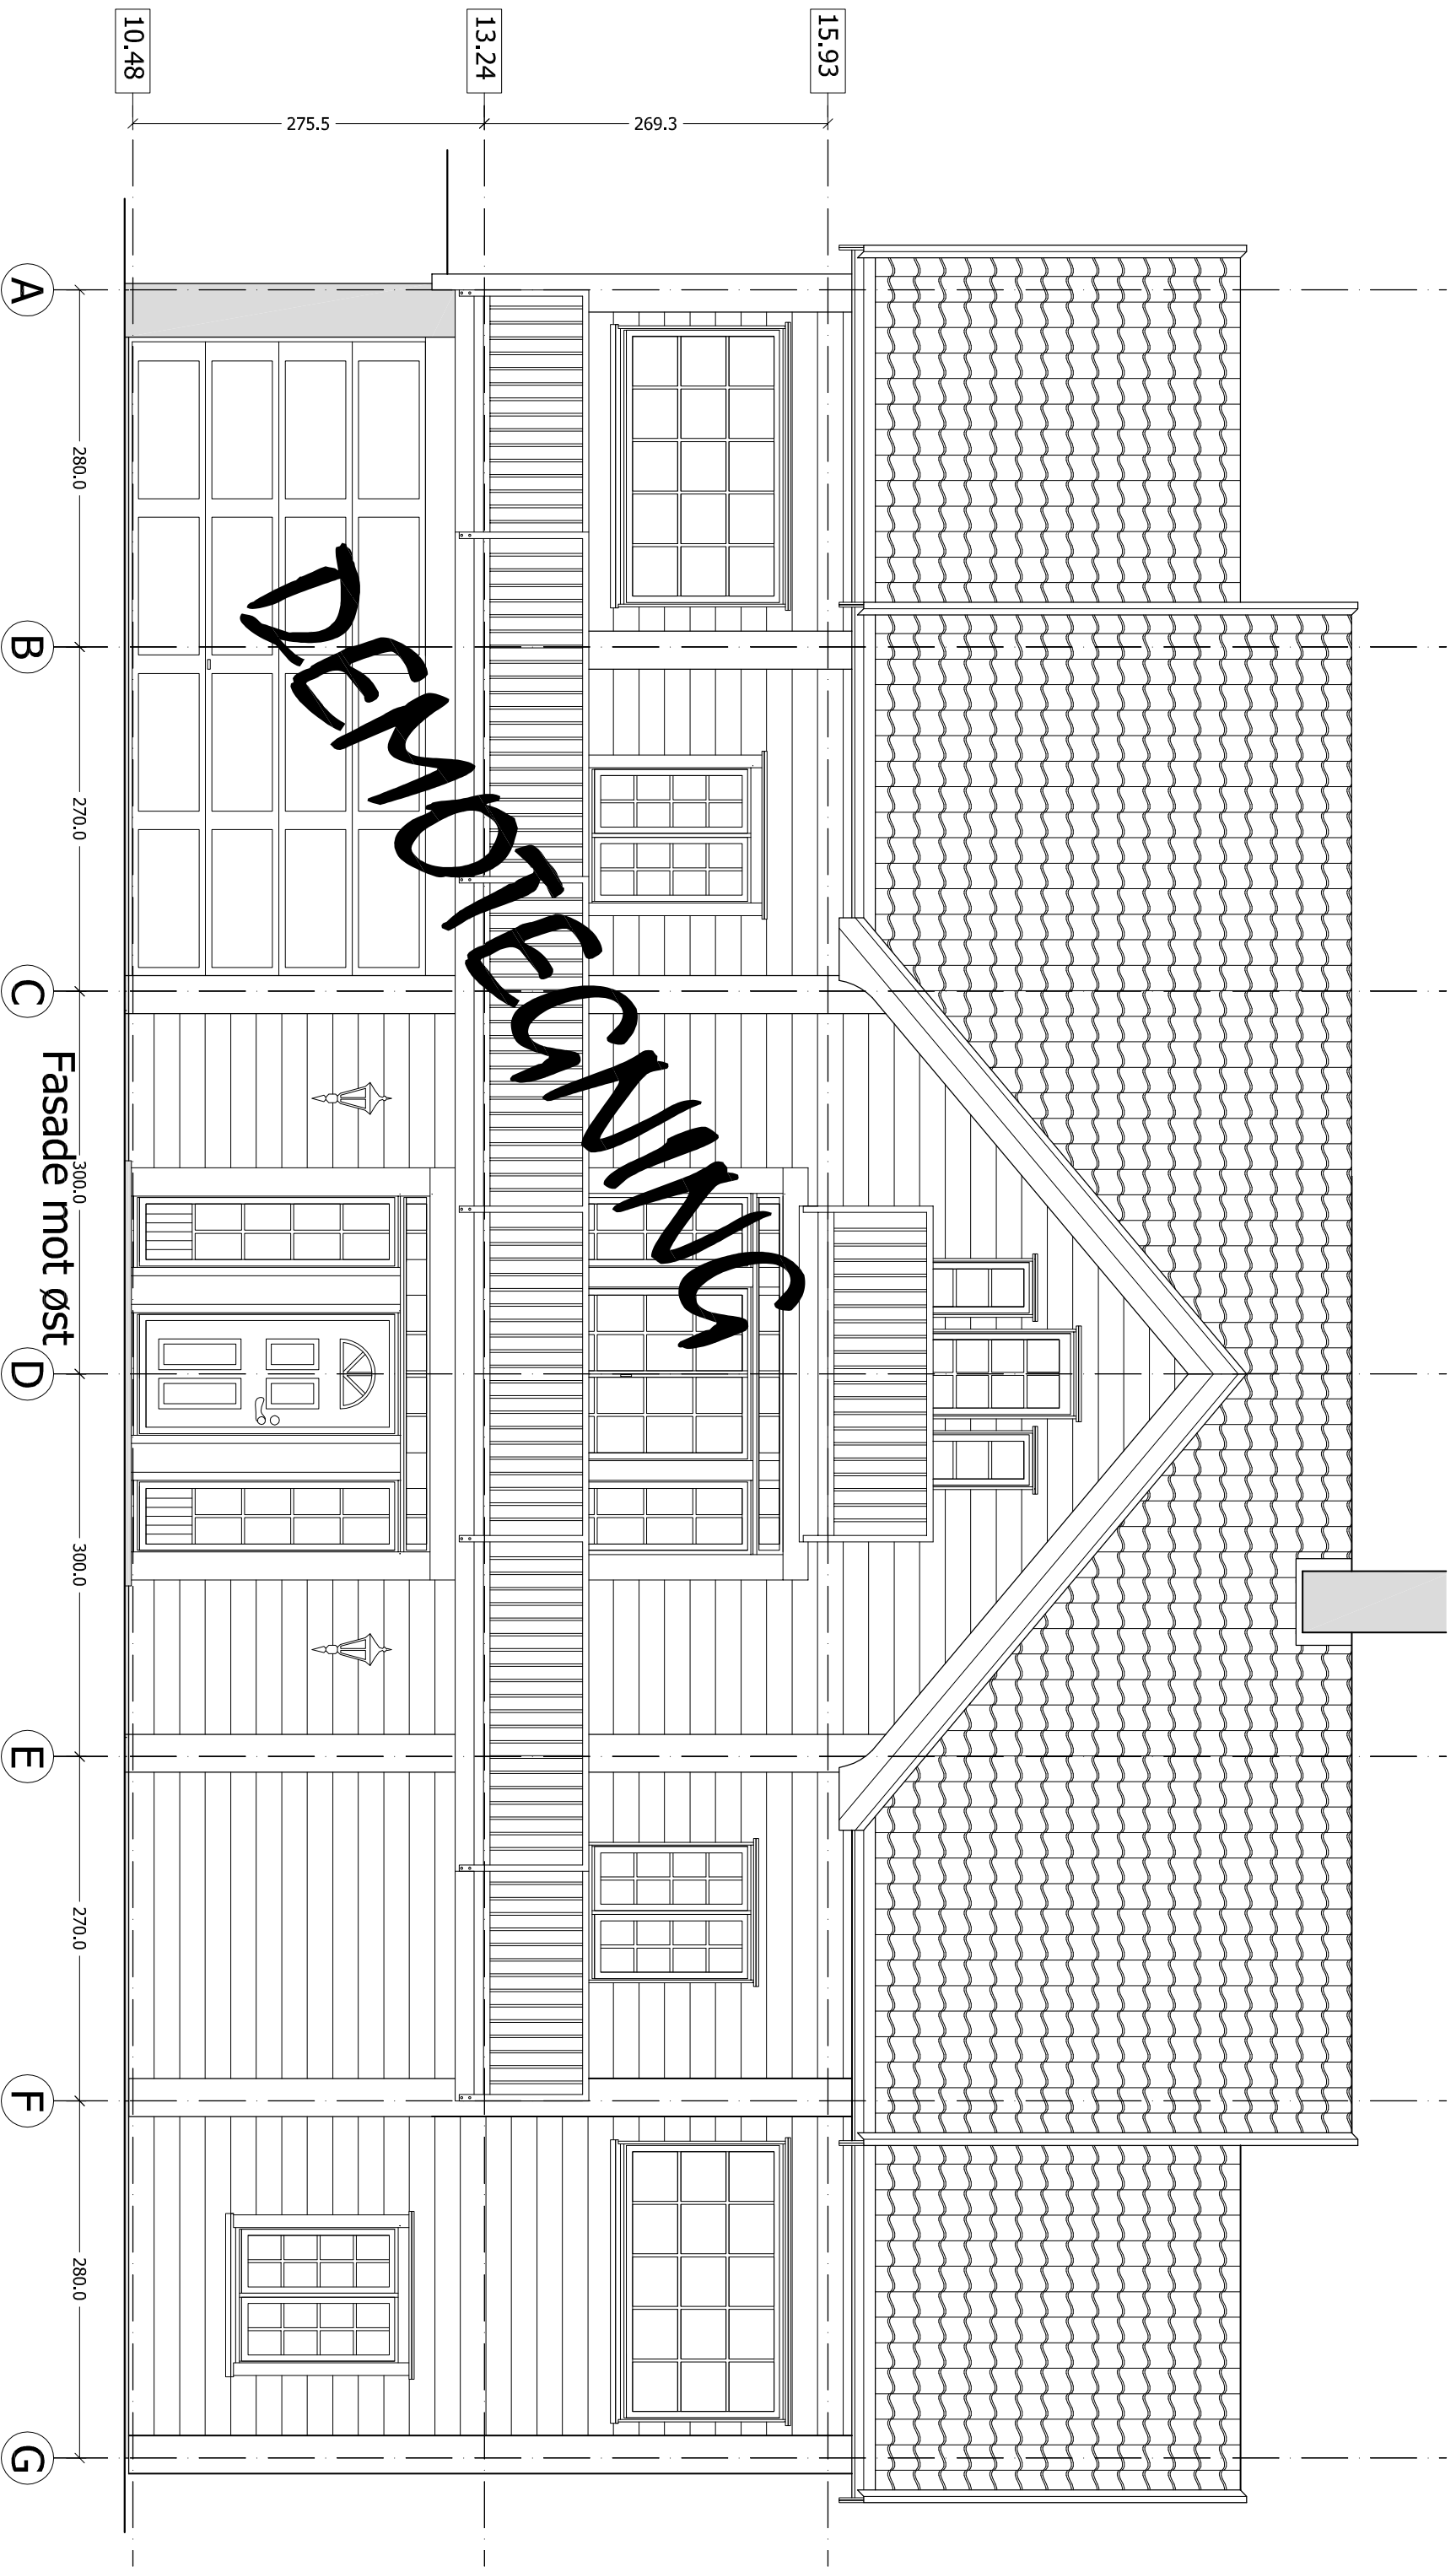 15.93
269.3
13.24
275.5
10.48
DEMOTEGNING
A
280.0
B
270.0
C
300.0
D
300.0
E
270.0
F
280.0
G
Fasade mot øst